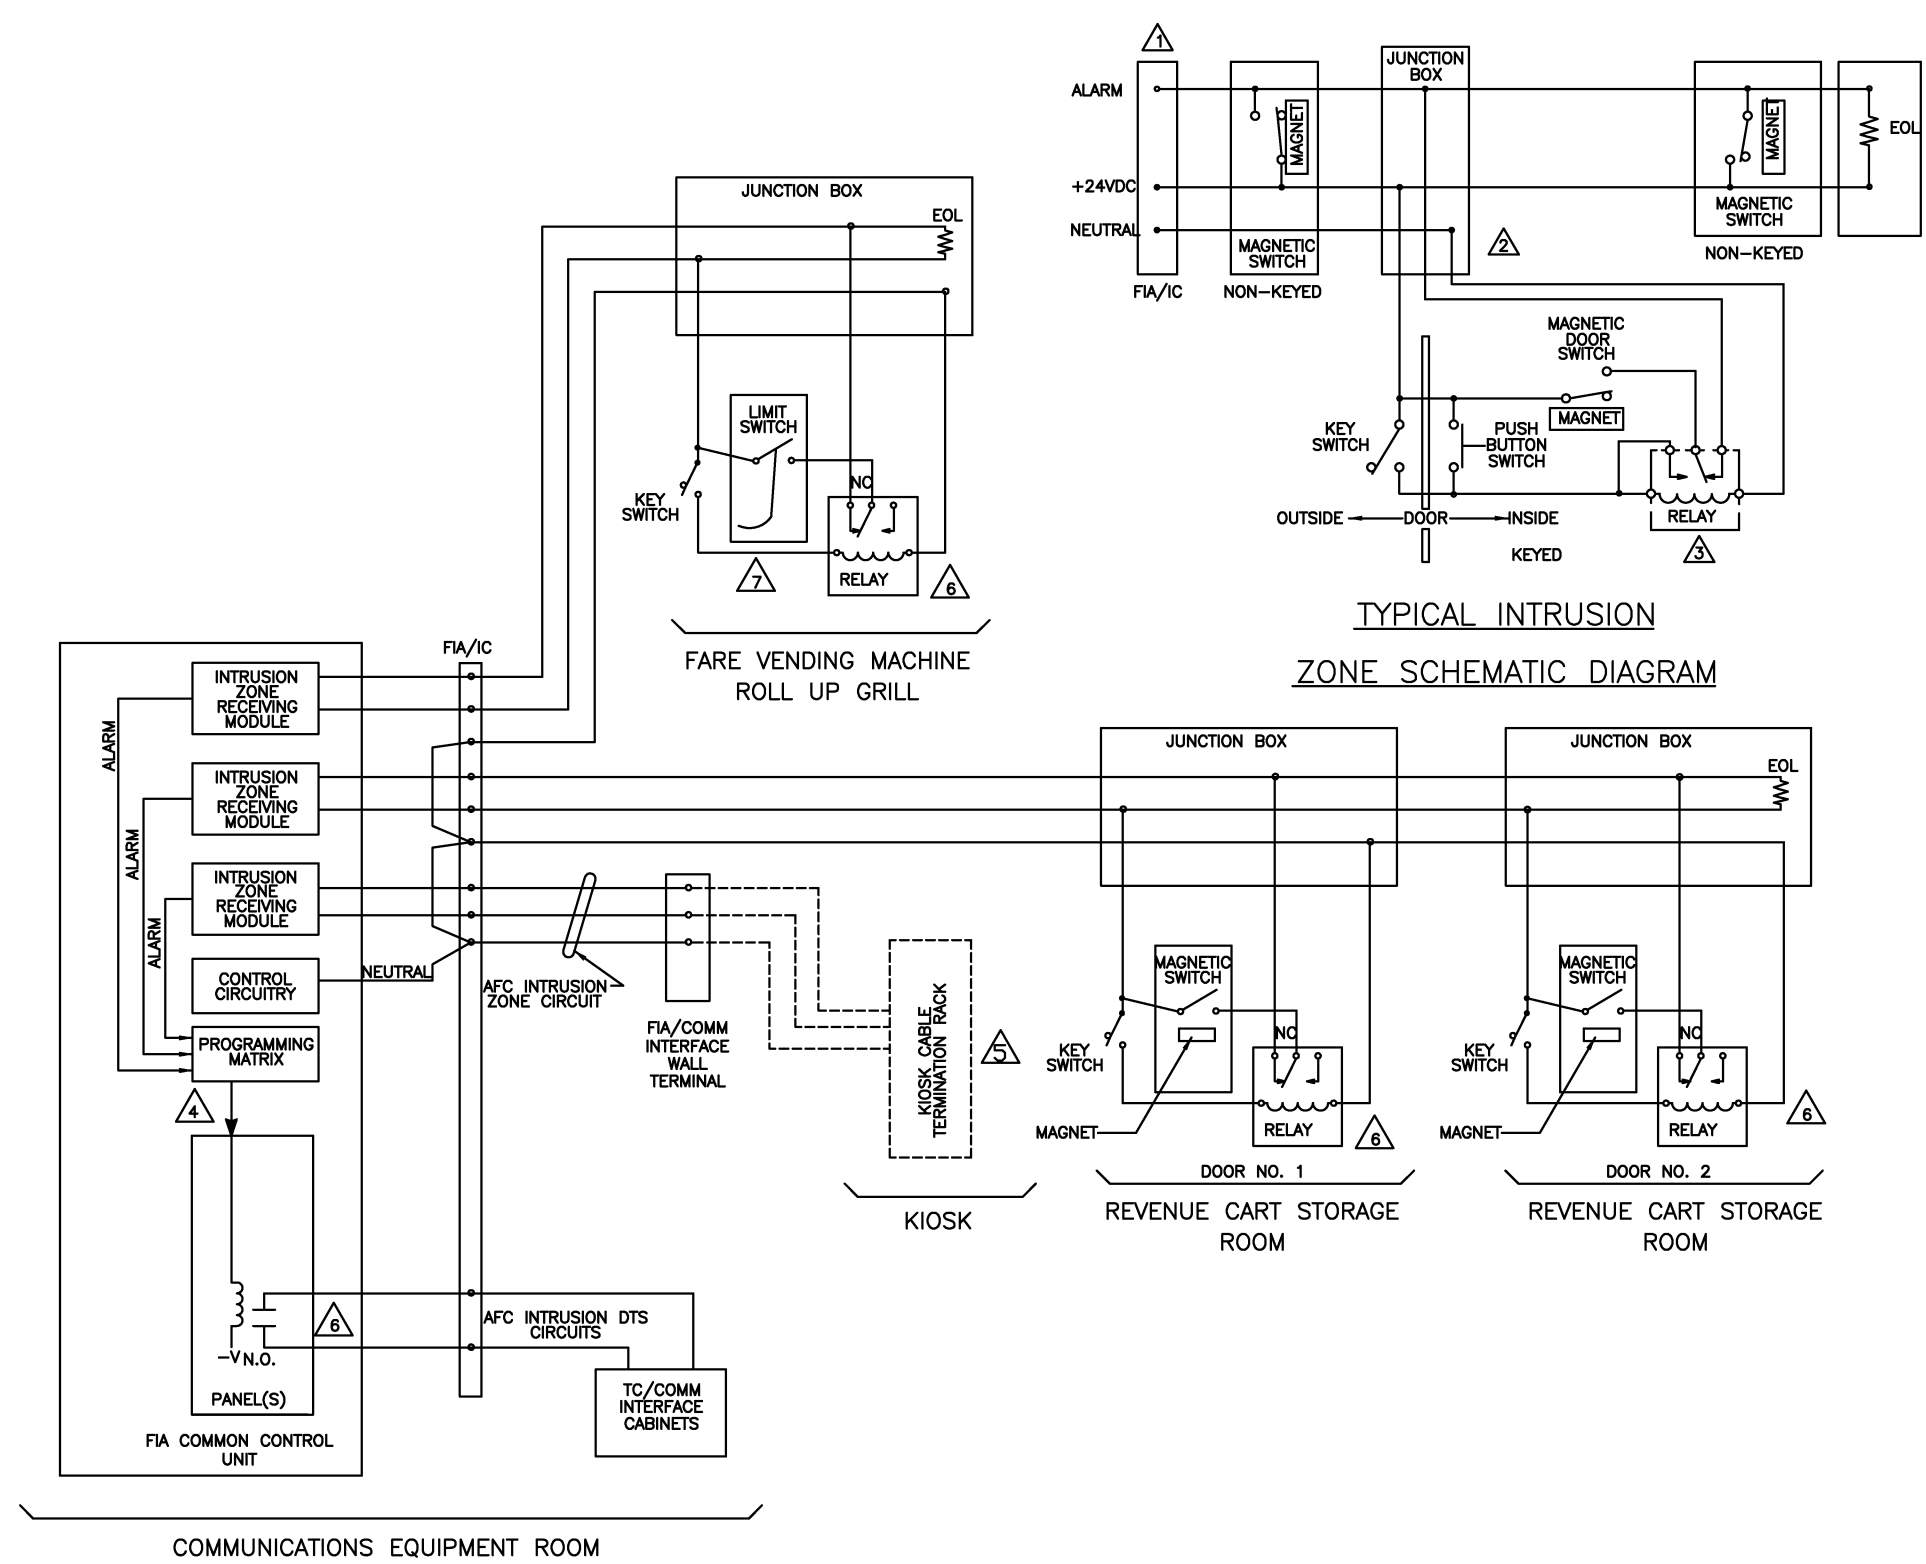 1
JUNCTION
BOX
ALARM
MAGNET
MAGNET
EOL
+24VDC
MAGNETIC
SWITCH
NEUTRAL
2
MAGNETIC
SWITCH
NON-KEYED
FIA/IC
NON-KEYED
MAGNETIC
DOOR
SWITCH
MAGNET
KEY
SWITCH
PUSH
BUTTON
SWITCH
RELAY
OUTSIDE
DOOR
INSIDE
KEYED
3
TYPICAL INTRUSION
ZONE SCHEMATIC DIAGRAM
JUNCTION BOX
EOL
LIMIT
SWITCH
KEY
SWITCH
NC
RELAY
7
6
FARE VENDING MACHINE
ROLL UP GRILL
FIA/IC
INTRUSION
ZONE
RECEIVING
MODULE
ALARM
INTRUSION
ZONE
RECEIVING
MODULE
ALARM
INTRUSION
ZONE
RECEIVING
MODULE
ALARM
CONTROL
CIRCUITRY
NEUTRAL
PROGRAMMING
MATRIX
4
AFC INTRUSION
ZONE CIRCUIT
FIA/COMM
INTERFACE
WALL
TERMINAL
KIOSK CABLE
TERMINATION RACK
5
KIOSK
JUNCTION BOX
MAGNETIC
SWITCH
KEY
SWITCH
NC
MAGNET
RELAY
6
DOOR NO. 1
REVENUE CART STORAGE
ROOM
JUNCTION BOX
EOL
MAGNETIC
SWITCH
KEY
SWITCH
NC
MAGNET
RELAY
6
DOOR NO. 2
REVENUE CART STORAGE
ROOM
6
-V N.O.
PANEL(S)
FIA COMMON CONTROL
UNIT
AFC INTRUSION DTS
CIRCUITS
TC/COMM
INTERFACE
CABINETS
COMMUNICATIONS EQUIPMENT ROOM